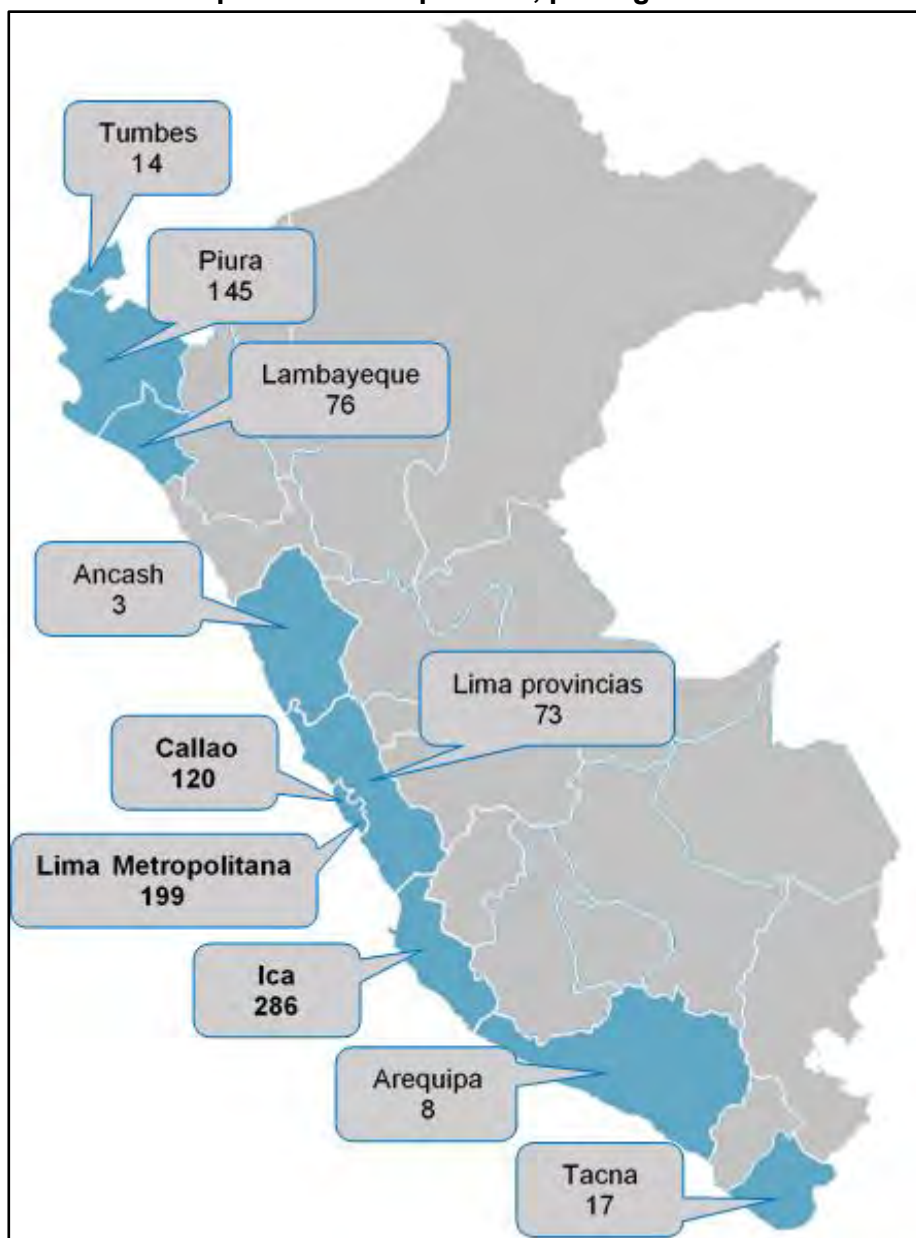 Tumbes
14
Piura
145
Lambayeque
76
Ancash
3
Lima provincias
73
Callao
120
Lima Metropolitana
199
Ica
286
Arequipa
8
Tacna
17